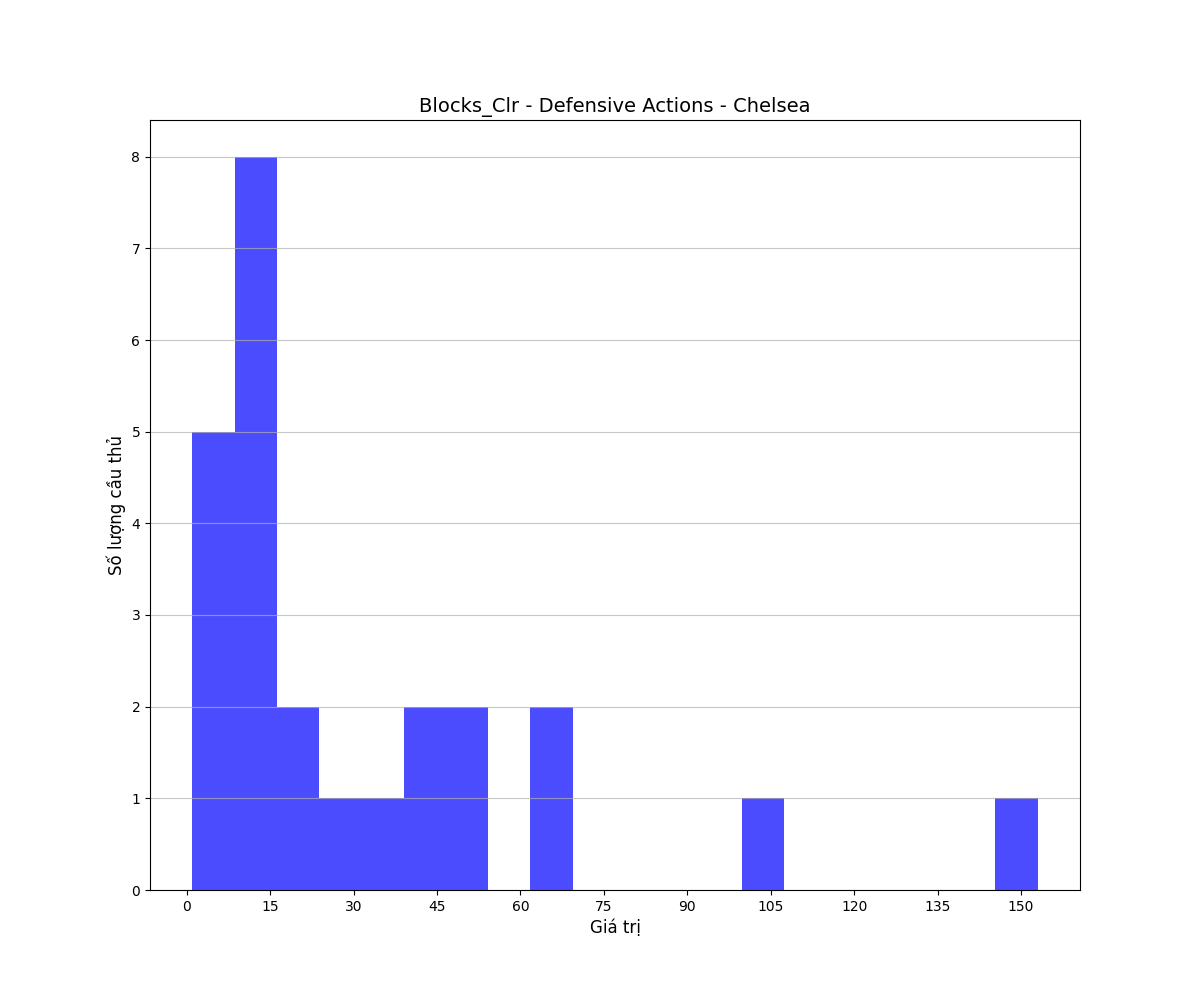 Blocks_Clr - Defensive Actions - Chelsea
8
7
6
5
4
3
2
1
0
Số lượng cầu thủ
0 15 30 45 60 75 90 105 120 135 150
Giá trị